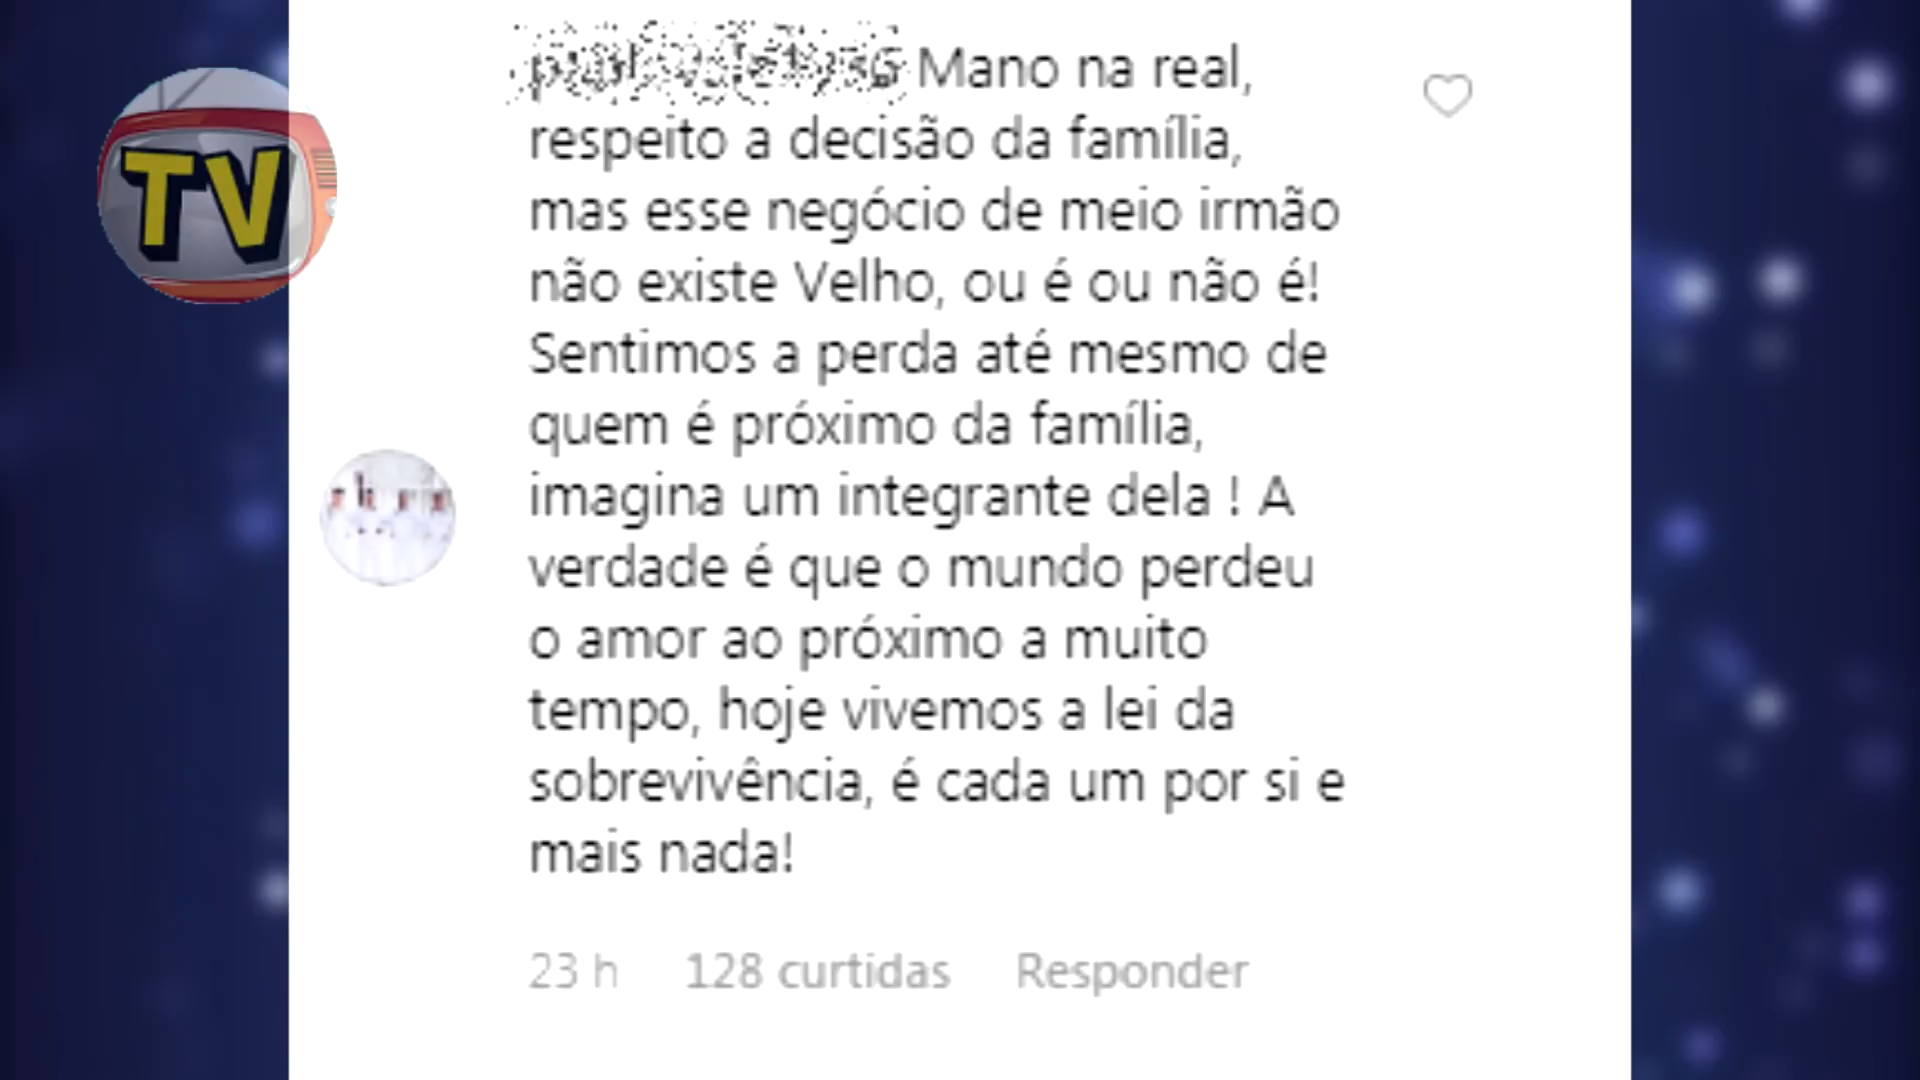 TV
Mano na real,
respeito a decisão da família,
mas esse negócio de meio irmão
não existe Velho, ou é ou não é!
Sentimos a perda até mesmo de
quem é próximo da família,
imagina um integrante dela ! A
verdade é que o mundo perdeu
o amor ao próximo a muito
tempo, hoje vivemos a lei da
sobrevivência, é cada um por si e
mais nada!
23 h 128 curtidas Responder